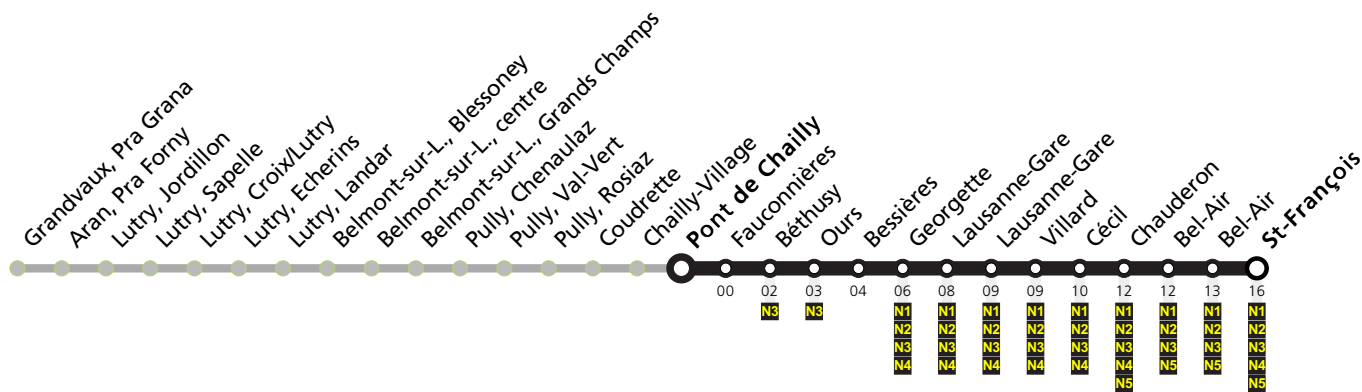 Grandvaux, Pra Grana
Aran, Pra Forny
Lutry, Jordillon
Lutry, Sapelle
Lutry, Croix/Lutry
Lutry, Echerins
Lutry, Landar
Belmont-sur-L., Blessoney
Belmont-sur-L., centre
Belmont-sur-L., Grands Champs
Pully, Chenaulaz
Pully, Val-Vert
Pully, Rosiaz
Coudrette
Chailly-Village
Pont de Chailly
Fauconnières
Béthusy
Ours
Bessières
Georgette
Lausanne-Gare
Lausanne-Gare
Villard
Cécil
Chauderon
Bel-Air
Bel-Air
St-François
00 02 03 04 06 08 09 09 10 12 12 13 16
N3 N3 N1 N1 N1 N1 N1 N1 N1 N1 N1
N2 N2 N2 N2 N2 N2 N2 N2 N2
N3 N3 N3 N3 N3 N3 N3 N3 N3
N4 N4 N4 N4 N4 N4 N5 N5 N4
N5 N5